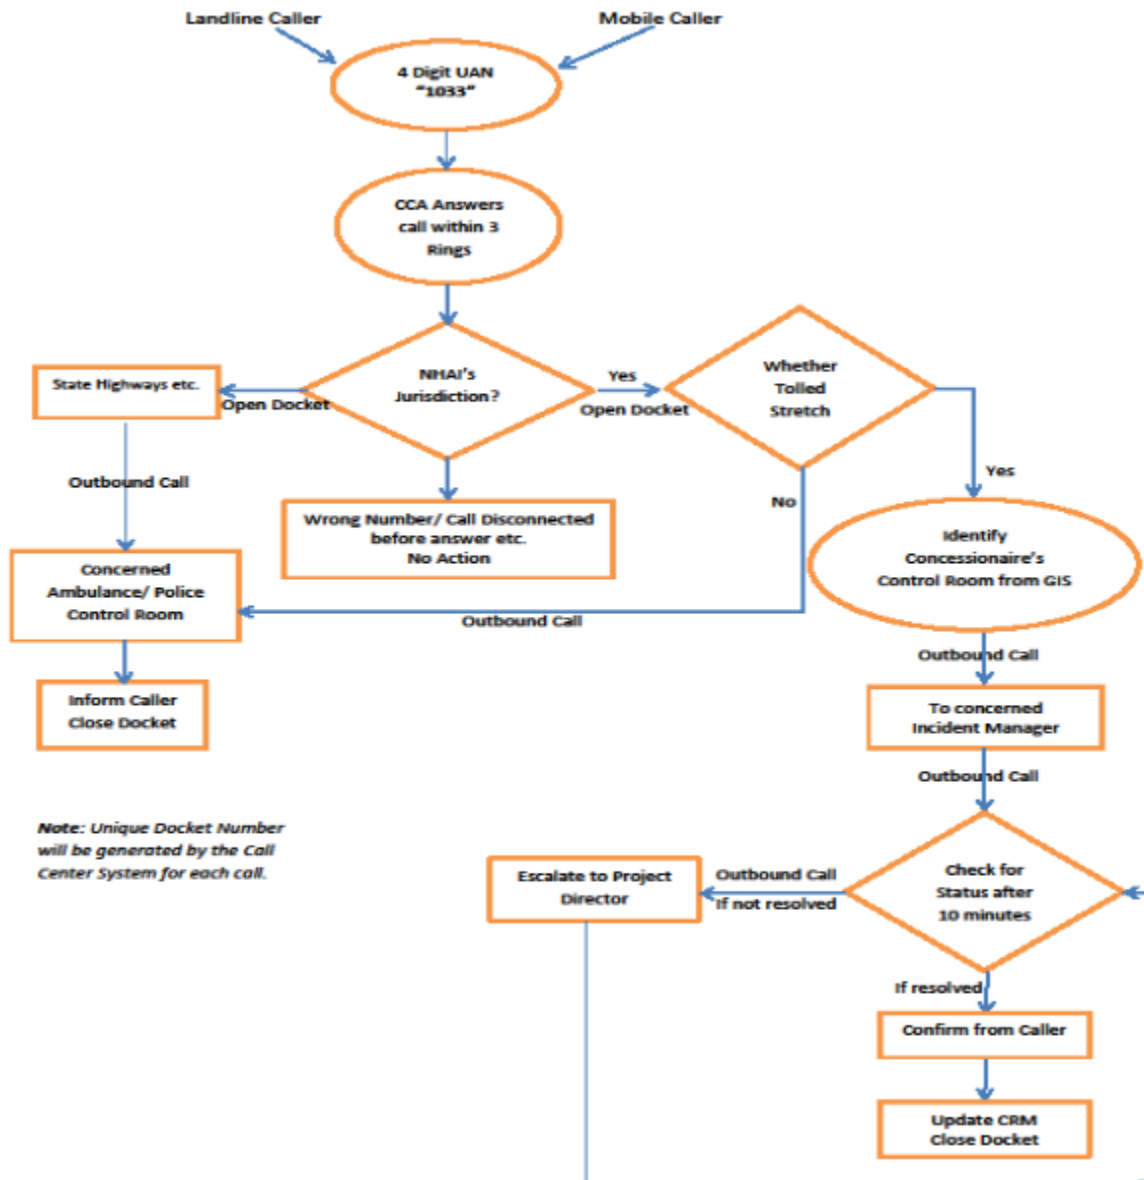 Landline Caller
Mobile Caller
4 Digit UAN
“1033”
CCA Answers
call within 3
Rings
NHAI’s
Jurisdiction?
State Highways etc.
Open Docket
Yes
Open Docket
Whether
Tolled
Stretch
Outbound Call
Wrong Number/ Call Disconnected
before answer etc.
No Action
No
Yes
Concerned
Ambulance/ Police
Control Room
Identify
Concessionaire’s
Control Room from GIS
Outbound Call
Outbound Call
Inform Caller
Close Docket
To concerned
Incident Manager
Outbound Call
Note: Unique Docket Number
will be generated by the Call
Center System for each call.
Escalate to Project
Director
Outbound Call
If not resolved
Check for
Status after
10 minutes
If resolved
Confirm from Caller
Update CRM
Close Docket